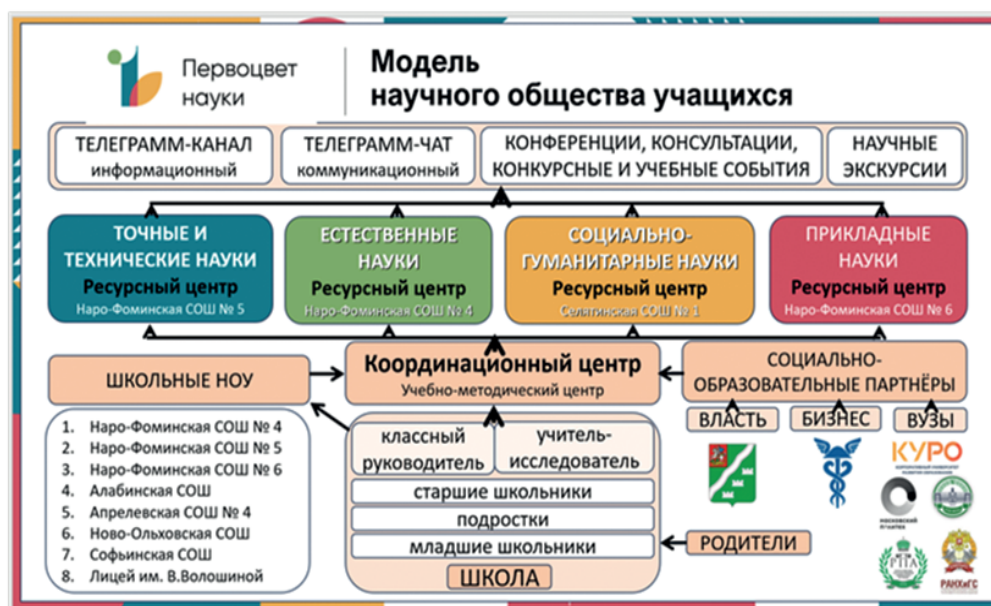 Первоцвет
науки
Модель
научного общества учащихся
ТЕЛЕГРАММ-КАНАЛ
информационный
ТЕЛЕГРАММ-ЧАТ
коммуникационный
КОНФЕРЕНЦИИ, КОНСУЛЬТАЦИИ,
КОНКУРСНЫЕ И УЧЕБНЫЕ СОБЫТИЯ
НАУЧНЫЕ
ЭКСКУРСИИ
ТОЧНЫЕ И
ТЕХНИЧЕСКИЕ НАУКИ
Ресурсный центр
Наро-Фоминская СОШ № 5
ЕСТЕСТВЕННЫЕ
НАУКИ
Ресурсный центр
Наро-Фоминская СОШ № 4
СОЦИАЛЬНО-
ГУМАНИТАРНЫЕ НАУКИ
Ресурсный центр
Селятинская СОШ № 1
ПРИКЛАДНЫЕ
НАУКИ
Ресурсный центр
Наро-Фоминская СОШ № 6
ШКОЛЬНЫЕ НОУ
Координационный центр
Учебно-методический центр
СОЦИАЛЬНО-
ОБРАЗОВАТЕЛЬНЫЕ ПАРТНЁРЫ
1. Наро-Фоминская СОШ № 4
2. Наро-Фоминская СОШ № 5
3. Наро-Фоминская СОШ № 6
4. Алабинская СОШ
5. Апрелевская СОШ № 4
6. Ново-Ольховская СОШ
7. Софьинская СОШ
8. Лицей им. В.Волошиной
классный
руководитель
учитель-
исследователь
старшие школьники
подростки
младшие школьники
ШКОЛА
РОДИТЕЛИ
ВЛАСТЬ
БИЗНЕС
ВУЗЫ
КУРО
МОСКОВСКИЙ
ПОЛИТЕХ
РАНХиГС